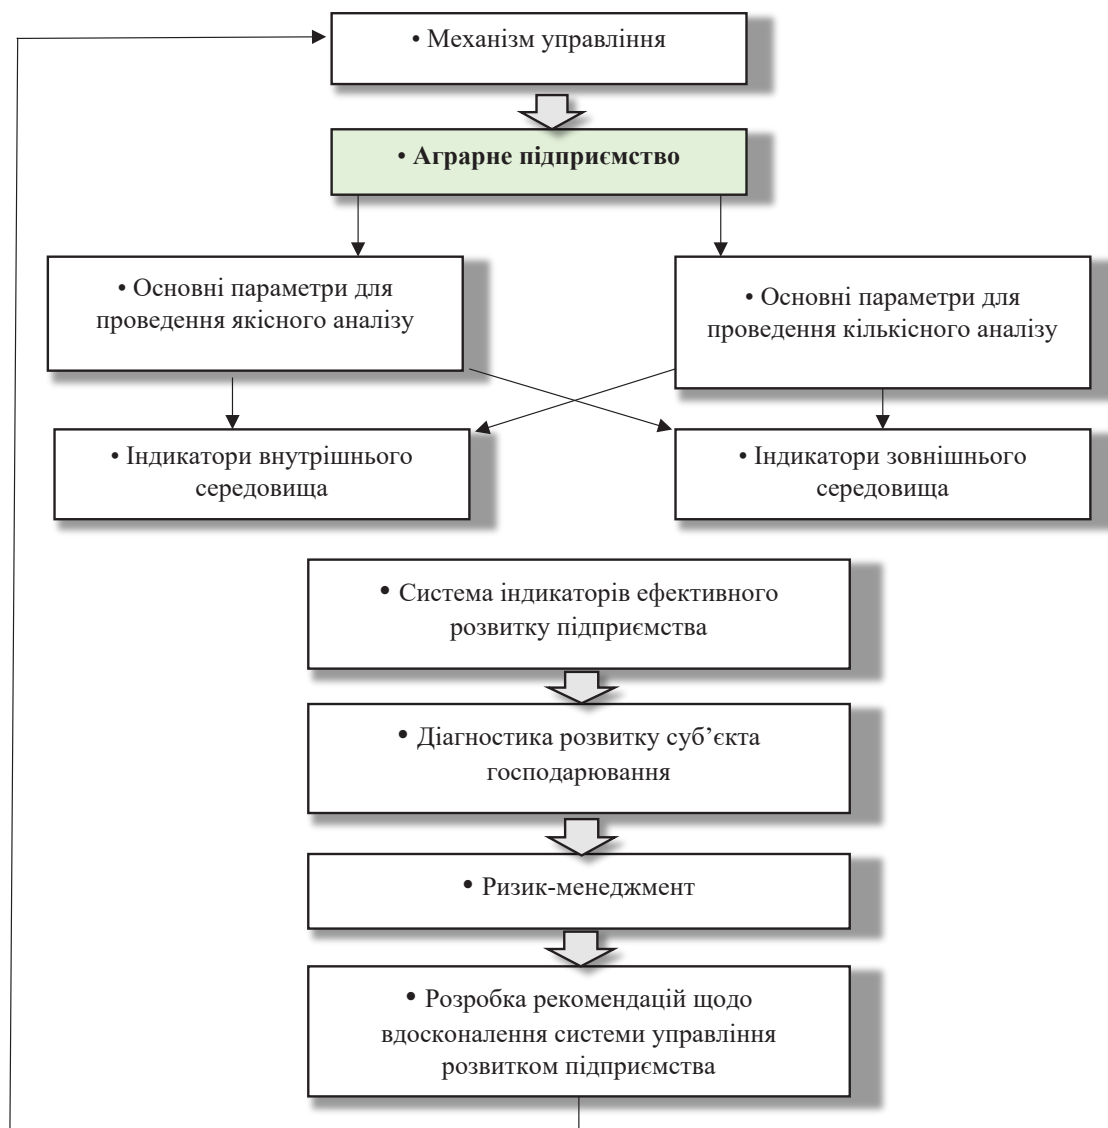 • Механізм управління
• Аграрне підприємство
• Основні параметри для
проведення якісного аналізу
• Основні параметри для
проведення кількісного аналізу
• Індикатори внутрішнього
середовища
• Індикатори зовнішнього
середовища
• Система індикаторів ефективного
розвитку підприємства
• Діагностика розвитку суб’єкта
господарювання
• Ризик-менеджмент
• Розробка рекомендацій щодо
вдосконалення системи управління
розвитком підприємства